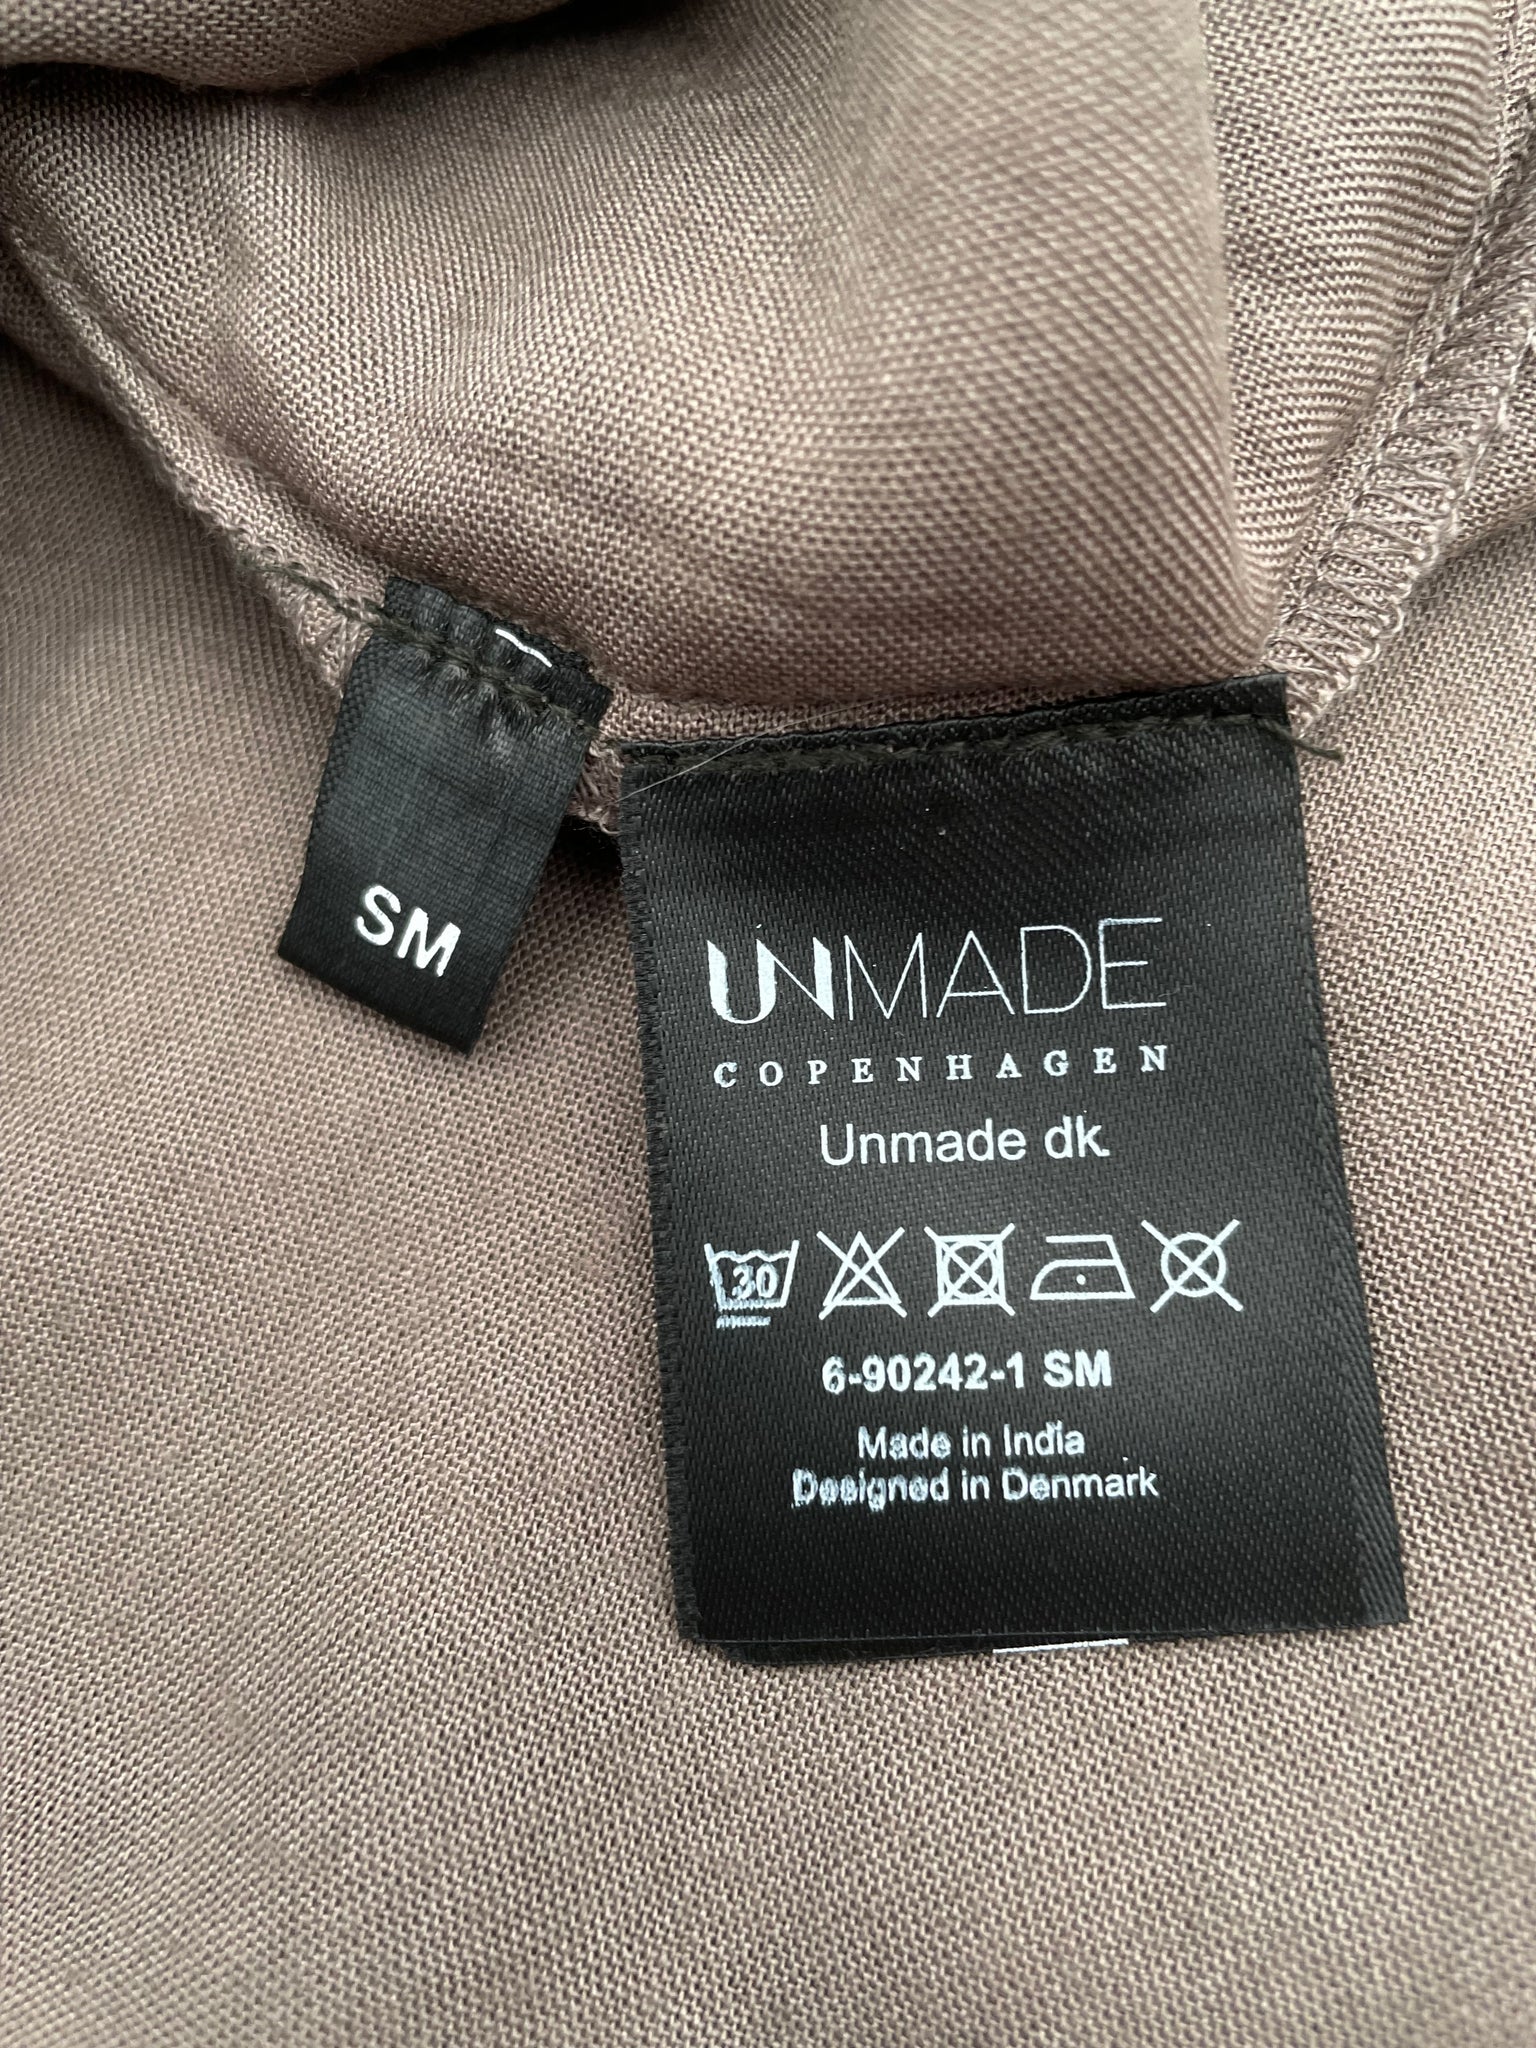 SM
UNMADE
COPENHAGEN
Unmade dk.
30
6-90242-1 SM
Made in India
Designed in Denmark